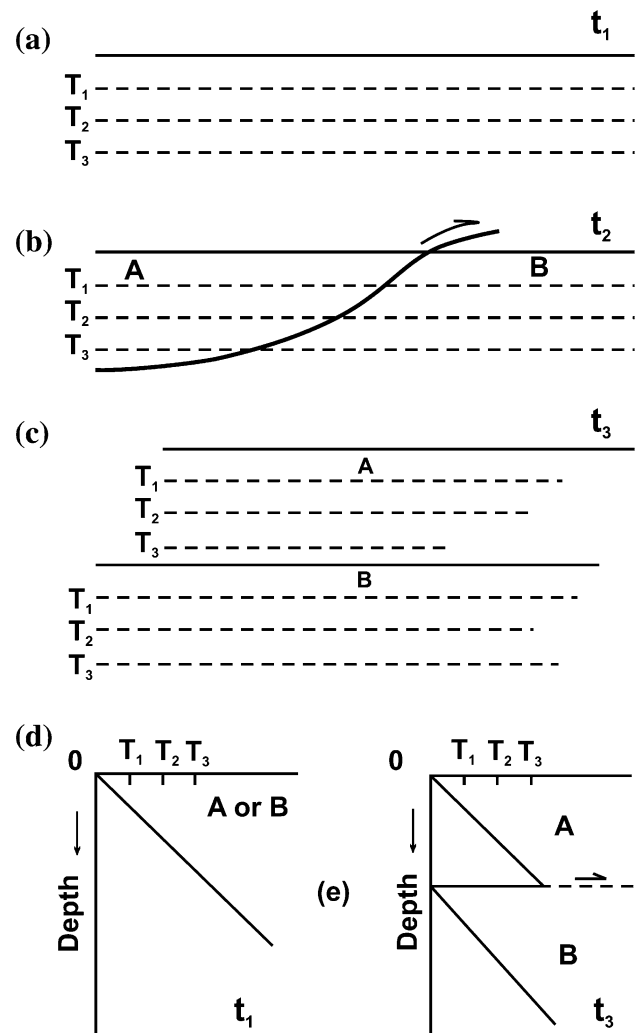 (a) t₁
T₁
T₂
T₃
(b) t₂
A B
T₁
T₂
T₃
(c) t₃
A
T₁
T₂
T₃
B
T₁
T₂
T₃
(d)
0 T₁ T₂ T₃
A or B
Depth
t₁
(e)
0 T₁ T₂ T₃
A
Depth
B
t₃